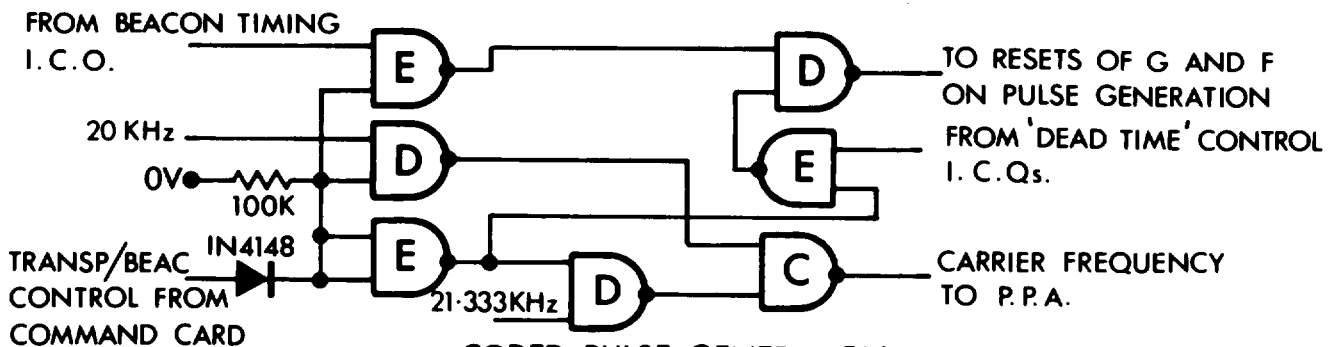 FROM BEACON TIMING
I.C.O.
E
D
TO RESETS OF G AND F
ON PULSE GENERATION
20 KHz
D
FROM 'DEAD TIME' CONTROL
I.C.Qs.
E
0V
100K
IN4148
E
TRANSP/BEAC
CONTROL FROM
COMMAND CARD
21·333KHz
D
C
CARRIER FREQUENCY
TO P.P.A.